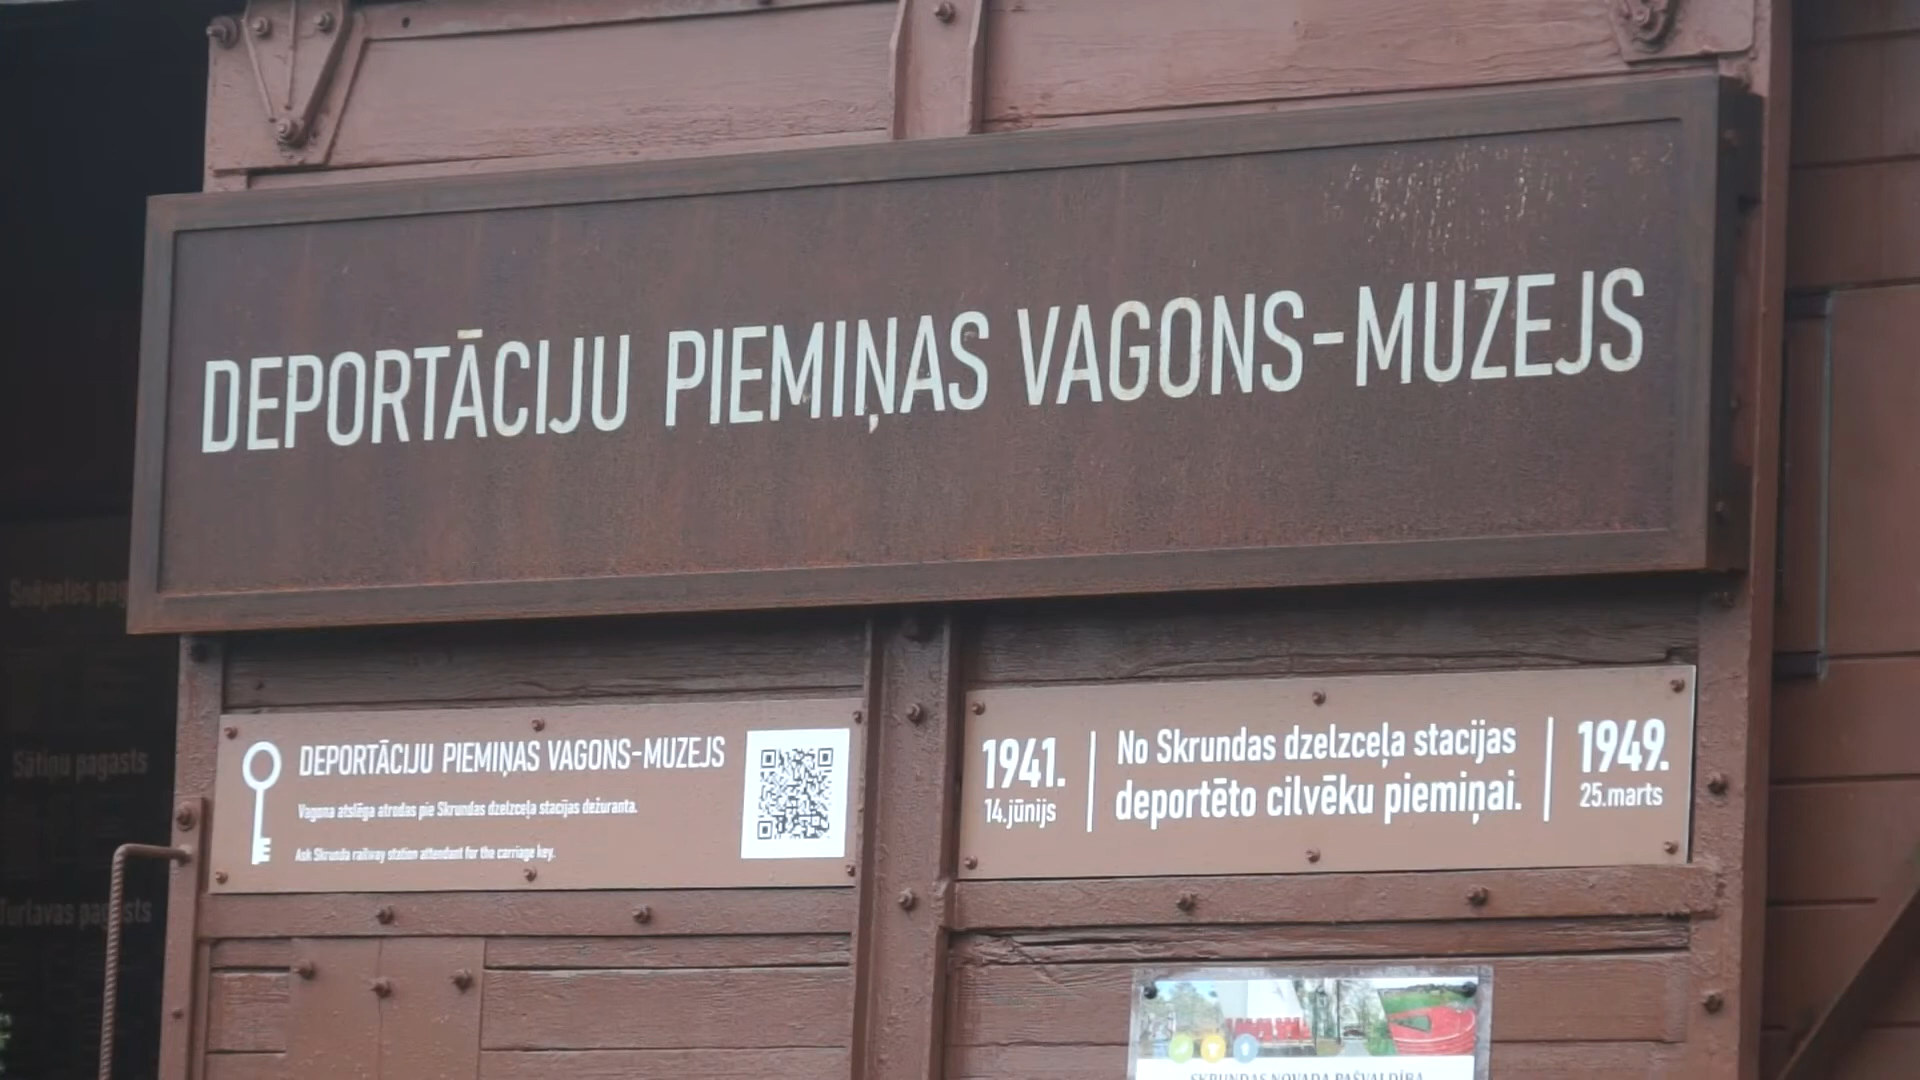 DEPORTĀCIJU PIEMIŅAS VAGONS-MUZEJS
DEPORTĀCIJU PIEMIŅAS VAGONS-MUZEJS
Vagona atslēga atrodas pie Skrundas dzelzceļa stacijas dežuranta.
Ask Skrunda railway station attendant for the carriage key.
1941.
14.jūnijs
No Skrundas dzelzceļa stacijas
deportēto cilvēku piemiņai.
1949.
25.marts
Snēpeles pag
Sātiņu pagasts
Turlavas pagasts
SKRUNDAS NOVADA PAŠVALDĪBA